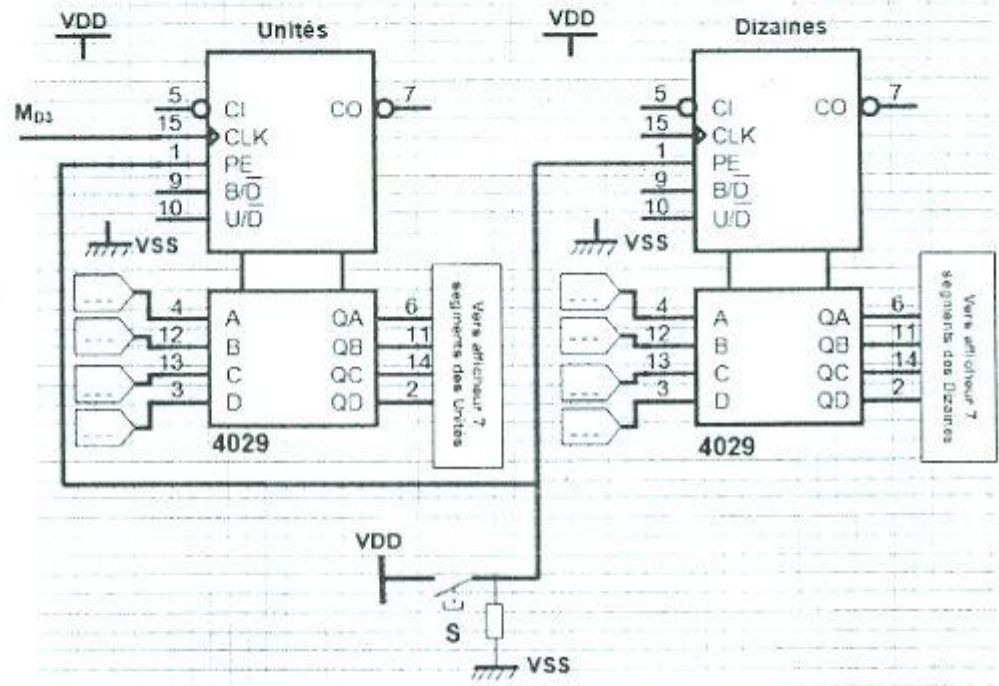 VDD
Unités
5
CI
CO
7
M_D3
15
CLK
1
PE
9
B/D̅
10
U/D̅
VSS
---
4
A
QA
6
---
12
B
QB
11
---
13
C
QC
14
---
3
D
QD
2
4029
Vers afficheur 7
segments des Unités
VDD
Dizaines
5
CI
CO
7
15
CLK
1
PE
9
B/D̅
10
U/D̅
VSS
---
4
A
QA
6
---
12
B
QB
11
---
13
C
QC
14
---
3
D
QD
2
4029
Vers afficheur 7
segments des Dizaines
VDD
S
VSS